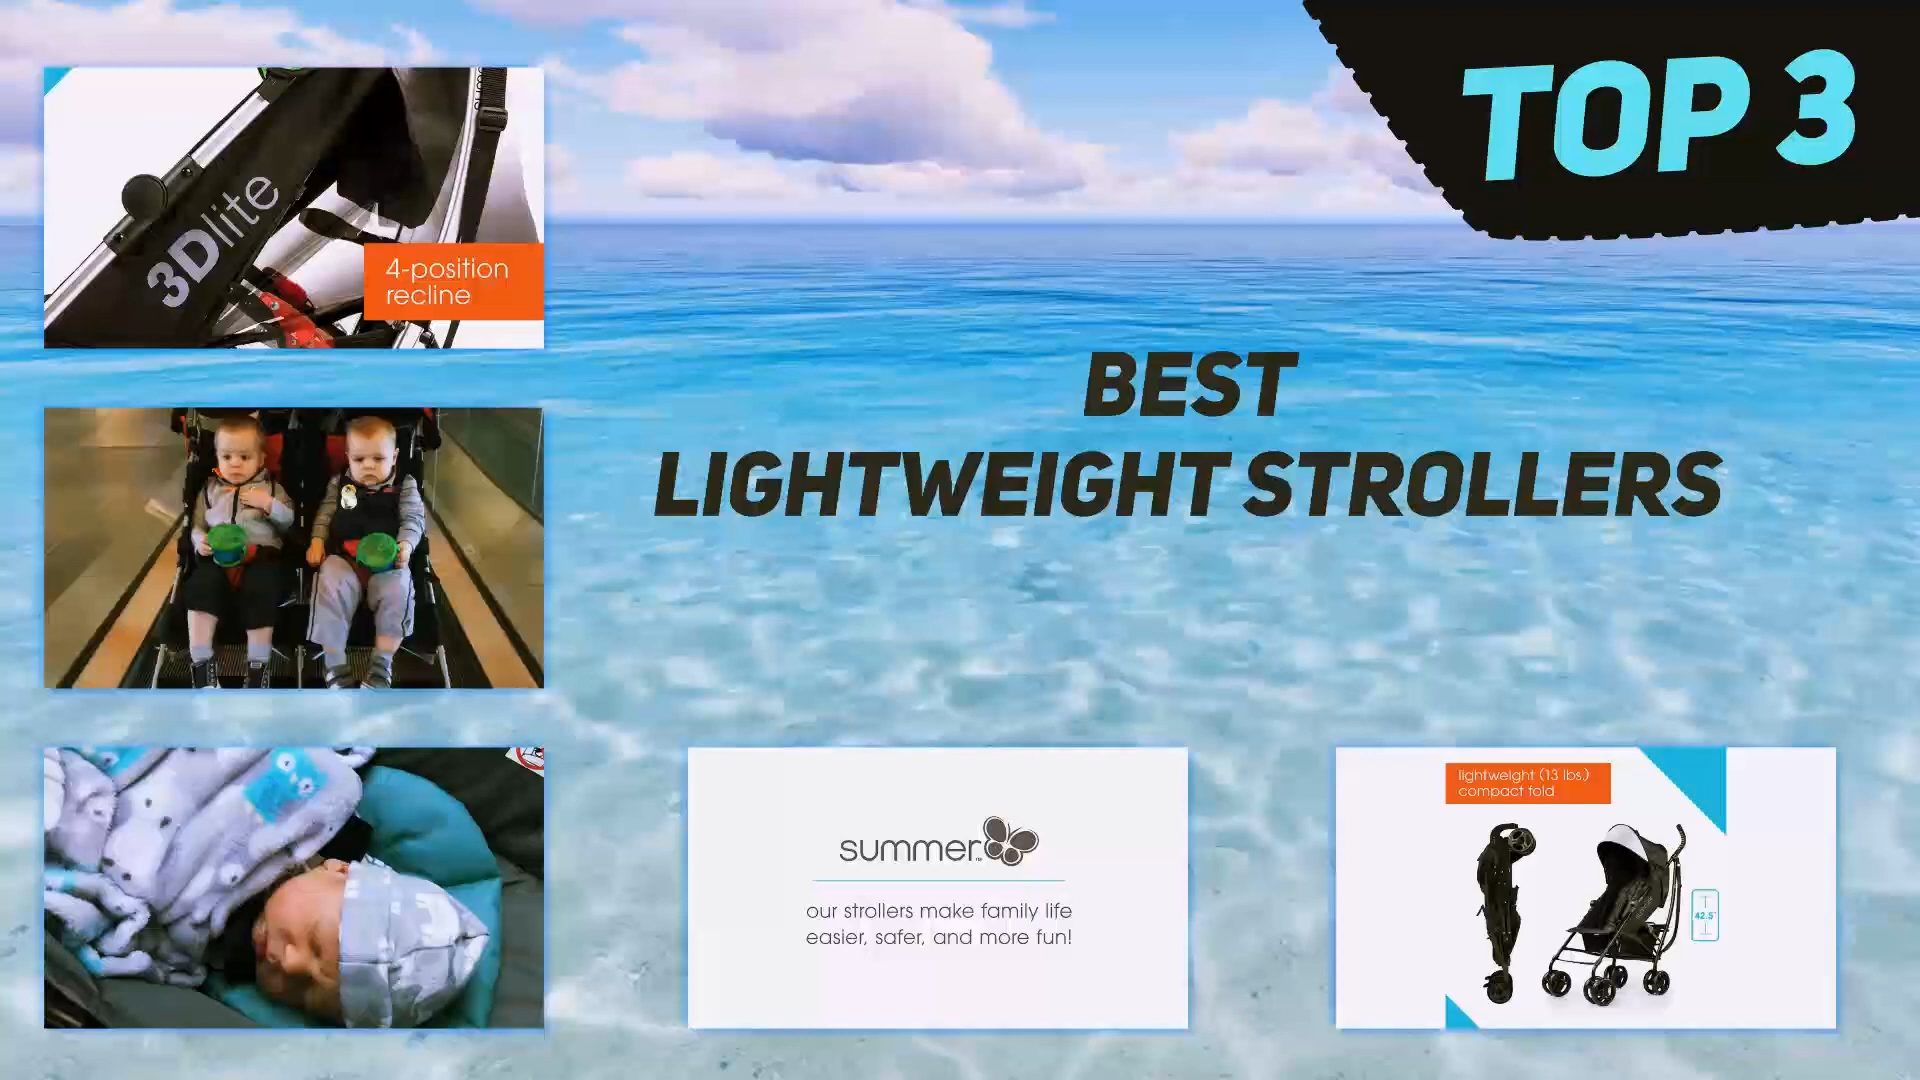 TOP 3
3Dlite
4-position
recline
BEST
LIGHTWEIGHT STROLLERS
summer
our strollers make family life
easier, safer, and more fun!
lightweight (13 lbs.)
compact fold
42.5"